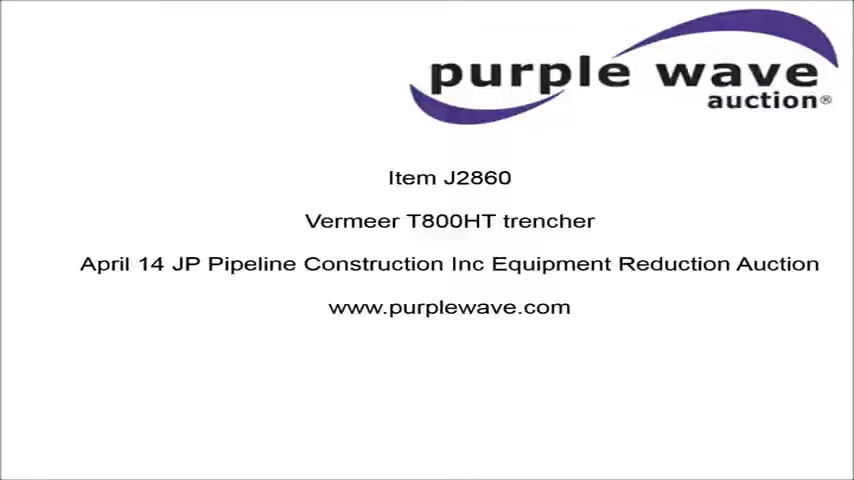 purple wave
auction®
Item J2860
Vermeer T800HT trencher
April 14 JP Pipeline Construction Inc Equipment Reduction Auction
www.purplewave.com